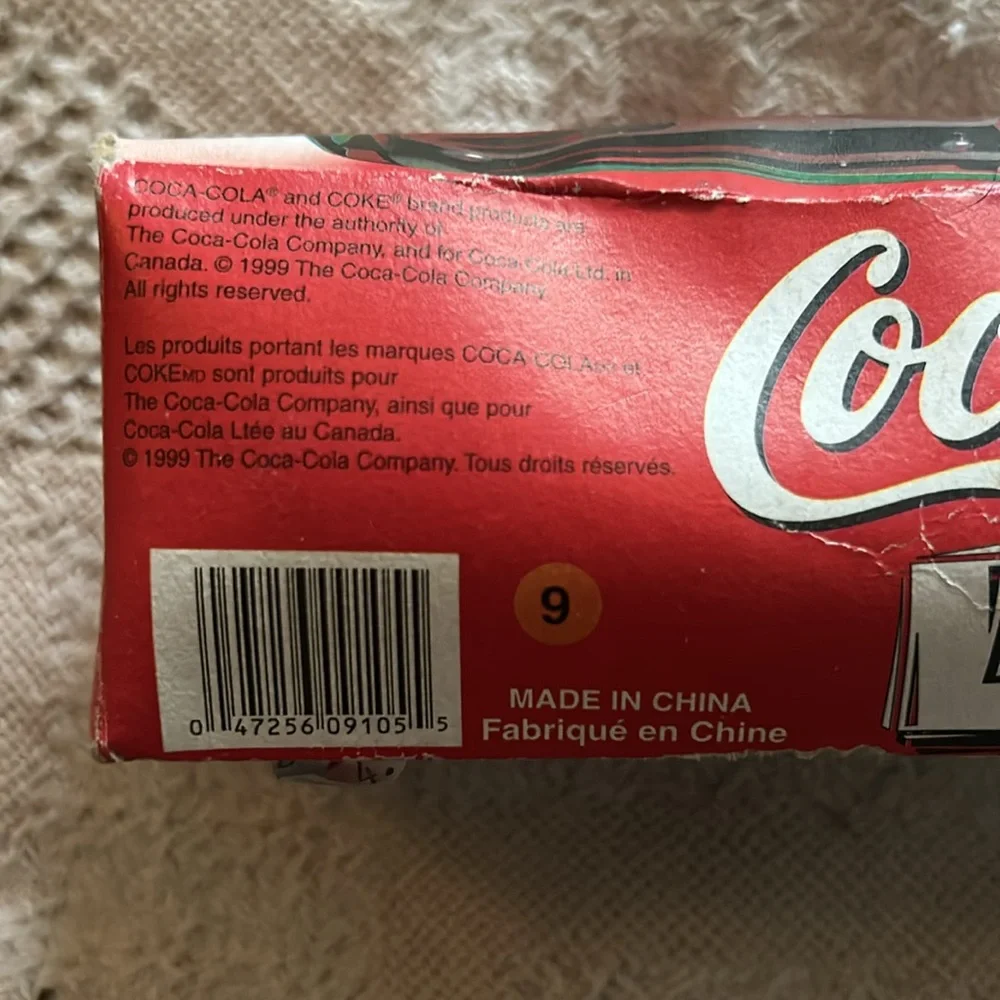 COCA-COLA® and COKE® brand products are
produced under the authority of
The Coca-Cola Company, and for Coca-Cola Ltd. in
Canada. © 1999 The Coca-Cola Company
All rights reserved.
Les produits portant les marques COCA-COLAMD et
COKEMD sont produits pour
The Coca-Cola Company, ainsi que pour
Coca-Cola Ltée au Canada.
© 1999 The Coca-Cola Company. Tous droits réservés.
Coc
0 47256 09105 5
9
MADE IN CHINA
Fabriqué en Chine